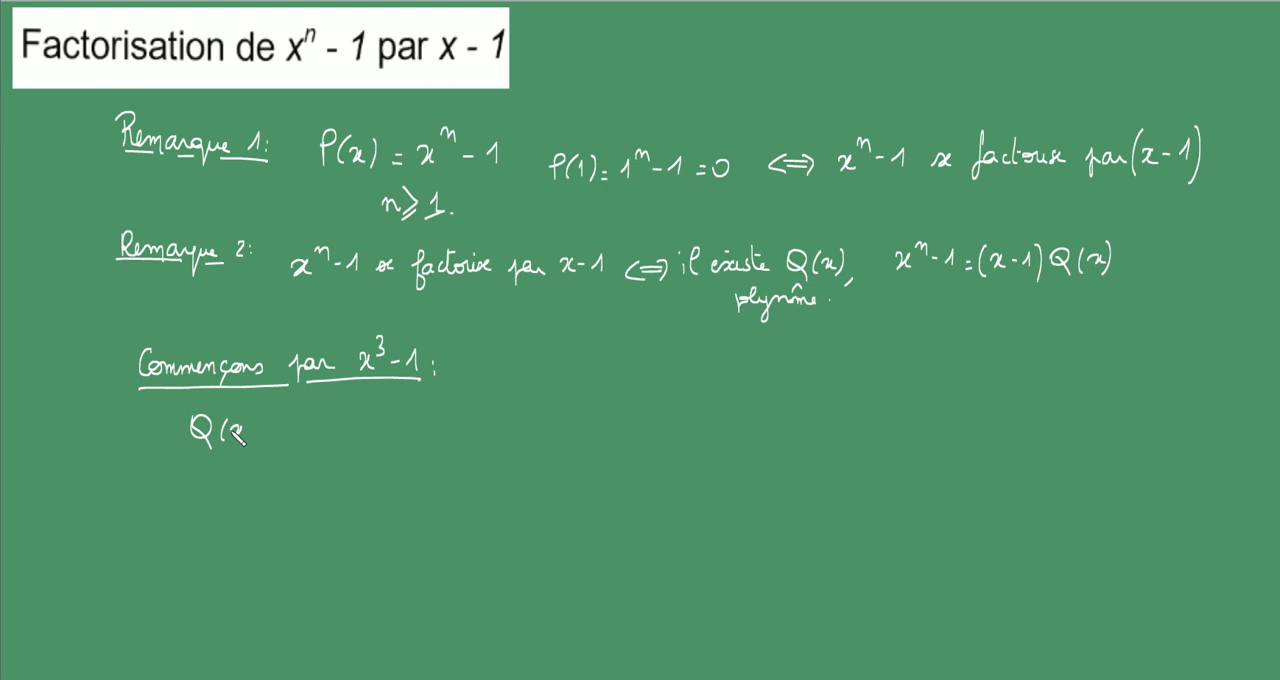 Factorisation de xⁿ - 1 par x - 1
Remarque 1: P(x) = xⁿ - 1 P(1) = 1ⁿ - 1 = 0 ⟺ xⁿ - 1 se factorise par (x - 1)
n ⩾ 1.
Remarque 2: xⁿ - 1 se factorise par x - 1 ⟺ il existe Q(x), xⁿ - 1 = (x - 1) Q(x)
polynôme.
Commençons par x³ - 1 :
Q(x